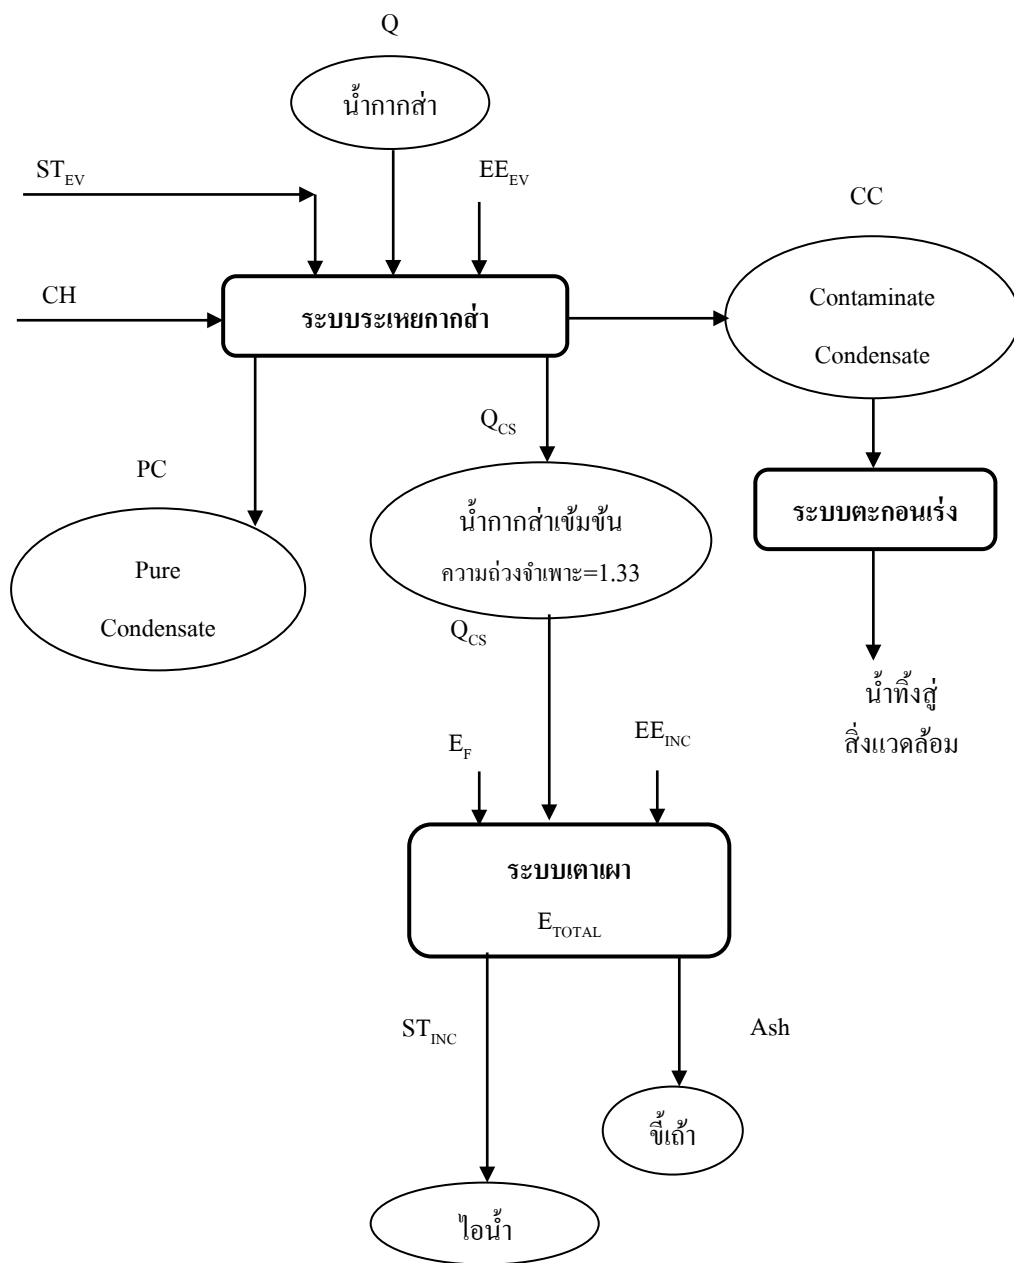 Q
น้ำกากส่า
ST_EV
EE_EV
CC
CH
ระบบระเหยกากส่า
Contaminate
Condensate
Q_CS
PC
น้ำกากส่าเข้มข้น
ความถ่วงจำเพาะ=1.33
ระบบตะกอนเร่ง
Pure
Condensate
Q_CS
น้ำทิ้งสู่
สิ่งแวดล้อม
E_F
EE_INC
ระบบเตาเผา
E_TOTAL
ST_INC
Ash
ขี้เถ้า
ไอน้ำ